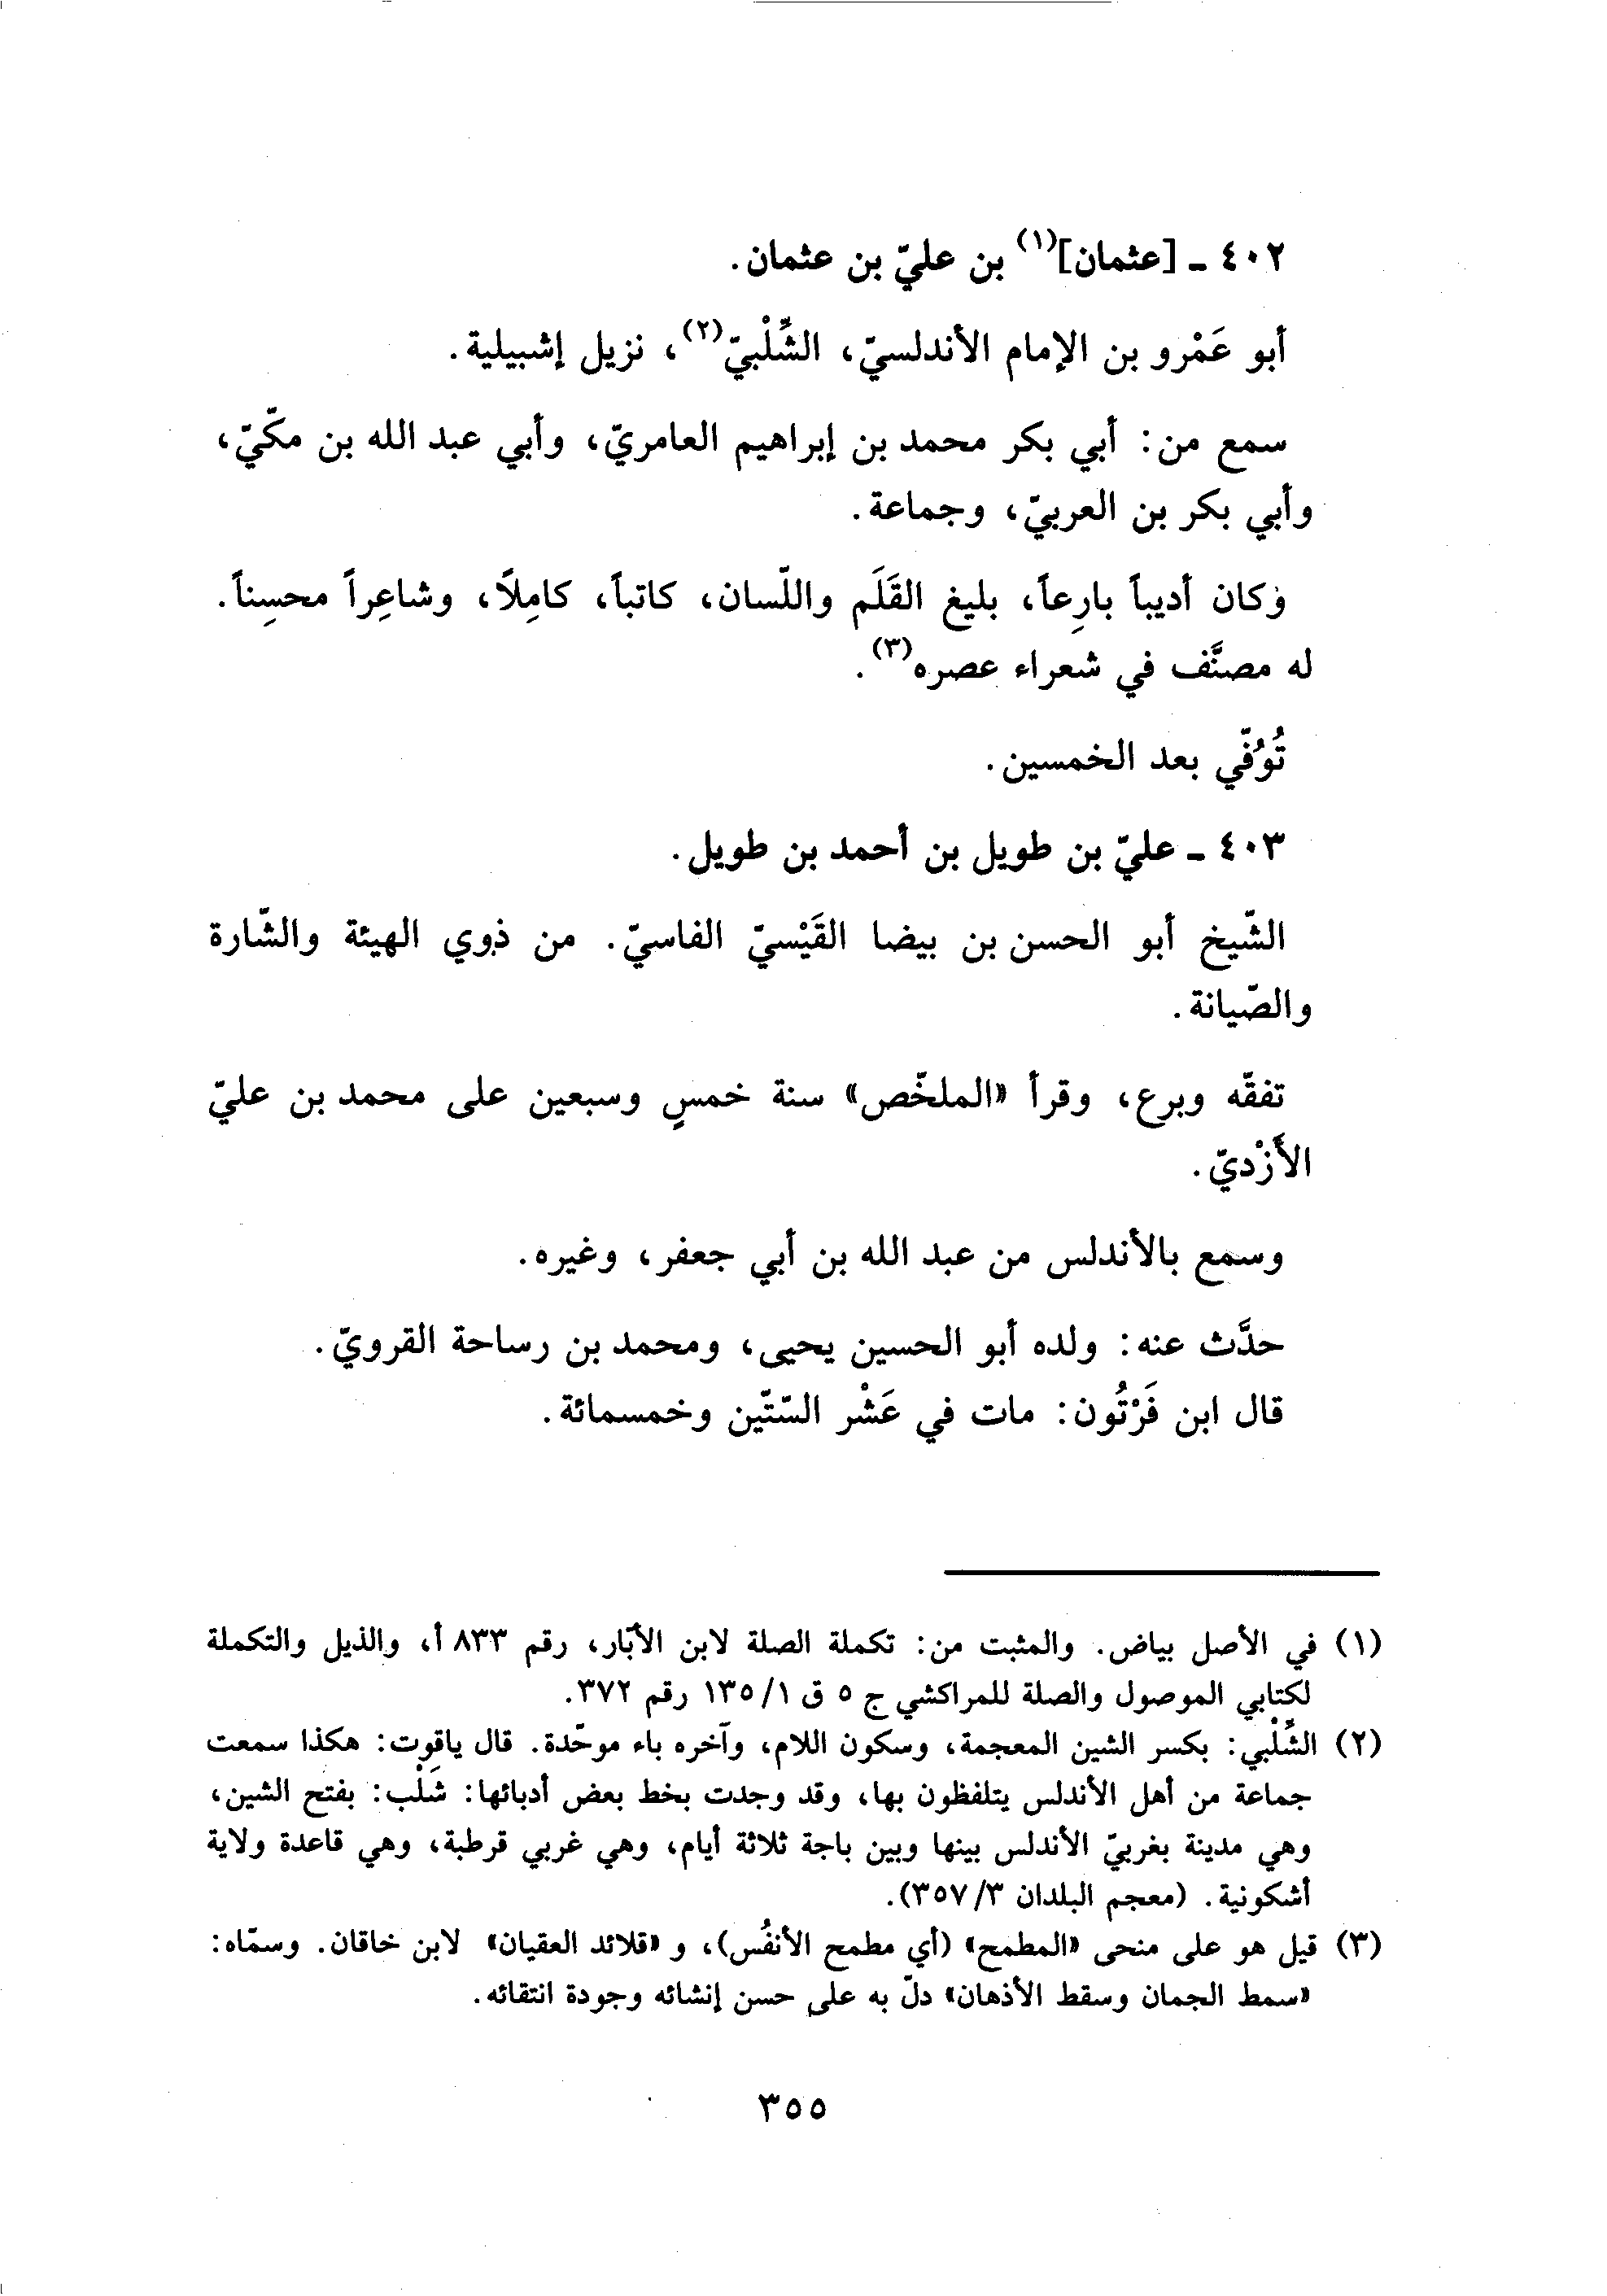 ٤٠٢ ـ [عثمان](١) بن عليّ بن عثمان.
أبو عَمْرو بن الإمام الأندلسيّ، الشِّلْبيّ(٢)، نزيل إشبيلية.
سمع من: أبي بكر محمد بن إبراهيم العامريّ، وأبي عبد الله بن مكّيّ،
وأبي بكر بن العربيّ، وجماعة.
وكان أديباً بارِعاً، بليغ القَلَم واللّسان، كاتباً، كامِلاً، وشاعِراً محسِناً.
له مصنَّف في شعراء عصره(٣).
تُوُفّي بعد الخمسين.
٤٠٣ ـ عليّ بن طويل بن أحمد بن طويل.
الشّيخ أبو الحسن بن بيضا القَيْسيّ الفاسيّ. من ذوي الهيئة والشّارة
والصّيانة.
تفقّه وبرع، وقرأ «الملخّص» سنة خمسٍ وسبعين على محمد بن عليّ
الأَزْديّ.
وسمع بالأندلس من عبد الله بن أبي جعفر، وغيره.
حدَّث عنه: ولده أبو الحسين يحيى، ومحمد بن رساحة القرويّ.
قال ابن فَرْتُون: مات في عَشْر السّتّين وخمسمائة.
(١) في الأصل بياض. والمثبت من: تكملة الصلة لابن الأبّار، رقم ٨٣٣ أ، والذيل والتكملة
لكتابي الموصول والصلة للمراكشي ج ٥ ق ١/ ١٣٥ رقم ٣٧٢.
(٢) الشِّلْبي: بكسر الشين المعجمة، وسكون اللام، وآخره باء موحّدة. قال ياقوت: هكذا سمعت
جماعة من أهل الأندلس يتلفظون بها، وقد وجدت بخط بعض أدبائها: شَلْب: بفتح الشين،
وهي مدينة بغربيّ الأندلس بينها وبين باجة ثلاثة أيام، وهي غربي قرطبة، وهي قاعدة ولاية
أشكونية. (معجم البلدان ٣/ ٣٥٧).
(٣) قيل هو على منحى «المطمح» (أي مطمح الأنفُس)، و «قلائد العقيان» لابن خاقان. وسمّاه:
«سمط الجمان وسقط الأذهان» دلّ به على حسن إنشائه وجودة انتقائه.
٣٥٥